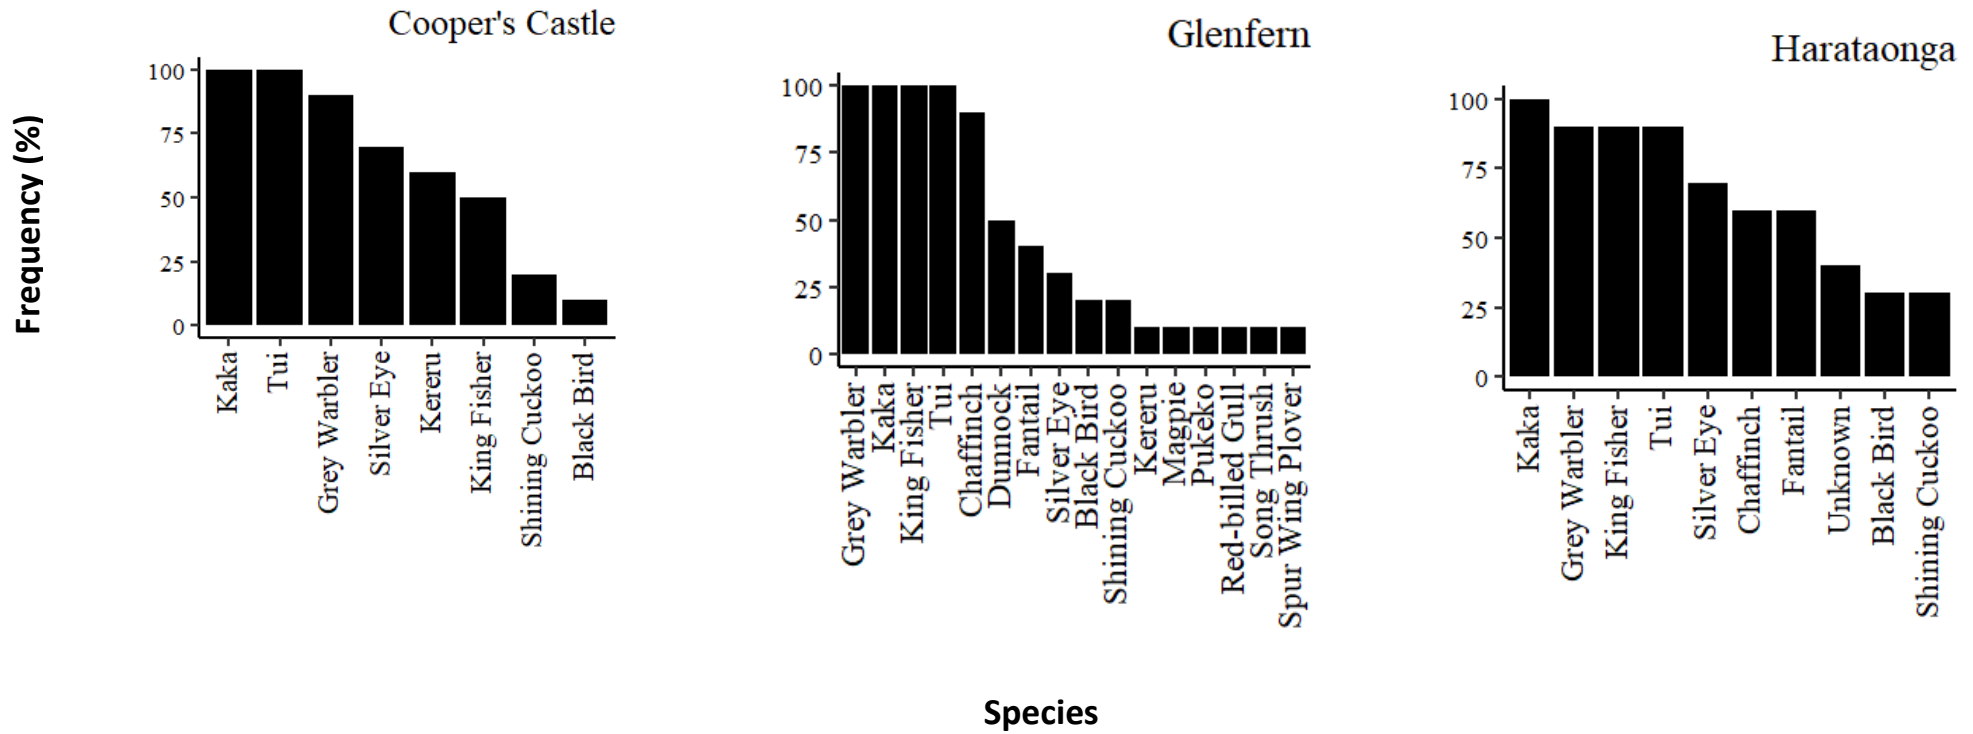 Cooper's Castle
Glenfern
Harataonga
Frequency (%)
100
75
50
25
0
Kaka
Tui
Grey Warbler
Silver Eye
Kereru
King Fisher
Shining Cuckoo
Black Bird
100
75
50
25
0
Grey Warbler
Kaka
King Fisher
Tui
Chaffinch
Dunnock
Fantail
Silver Eye
Black Bird
Shining Cuckoo
Kereru
Magpie
Pukeko
Red-billed Gull
Song Thrush
Spur Wing Plover
100
75
50
25
0
Kaka
Grey Warbler
King Fisher
Tui
Silver Eye
Chaffinch
Fantail
Unknown
Black Bird
Shining Cuckoo
Species